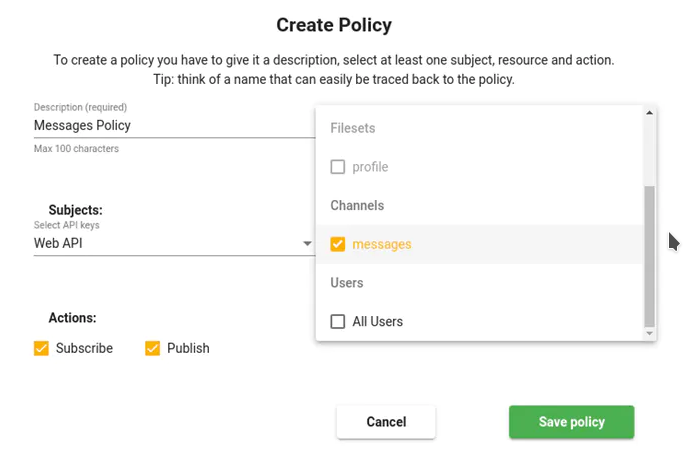 Create Policy
To create a policy you have to give it a description, select at least one subject, resource and action.
Tip: think of a name that can easily be traced back to the policy.
Description (required)
Messages Policy
Max 100 characters
Subjects:
Select API keys
Web API
Actions:
Subscribe
Publish
Filesets
profile
Channels
messages
Users
All Users
Cancel
Save policy